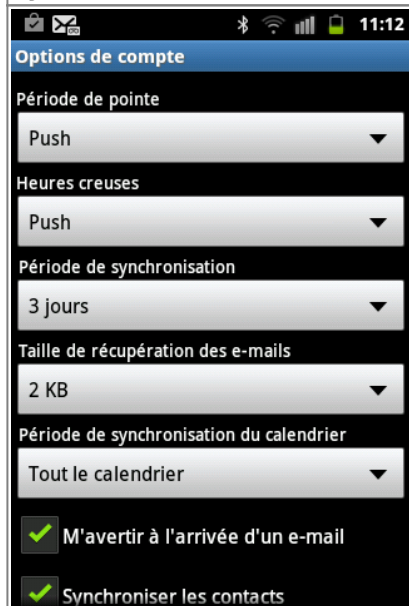 11:12
Options de compte
Période de pointe
Push
Heures creuses
Push
Période de synchronisation
3 jours
Taille de récupération des e-mails
2 KB
Période de synchronisation du calendrier
Tout le calendrier
M'avertir à l'arrivée d'un e-mail
Synchroniser les contacts